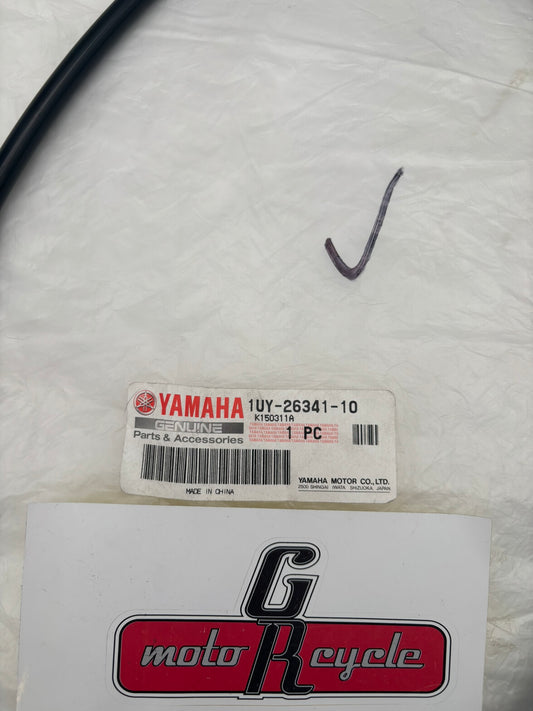 YAMAHA 1UY-26341-10
K150311A
GENUINE
1 PC
Parts & Accessories
YAMAHA MOTOR CO., LTD.
2500 SHINGAI IWATA SHIZUOKA, JAPAN
MADE IN CHINA
GR
moto cycle